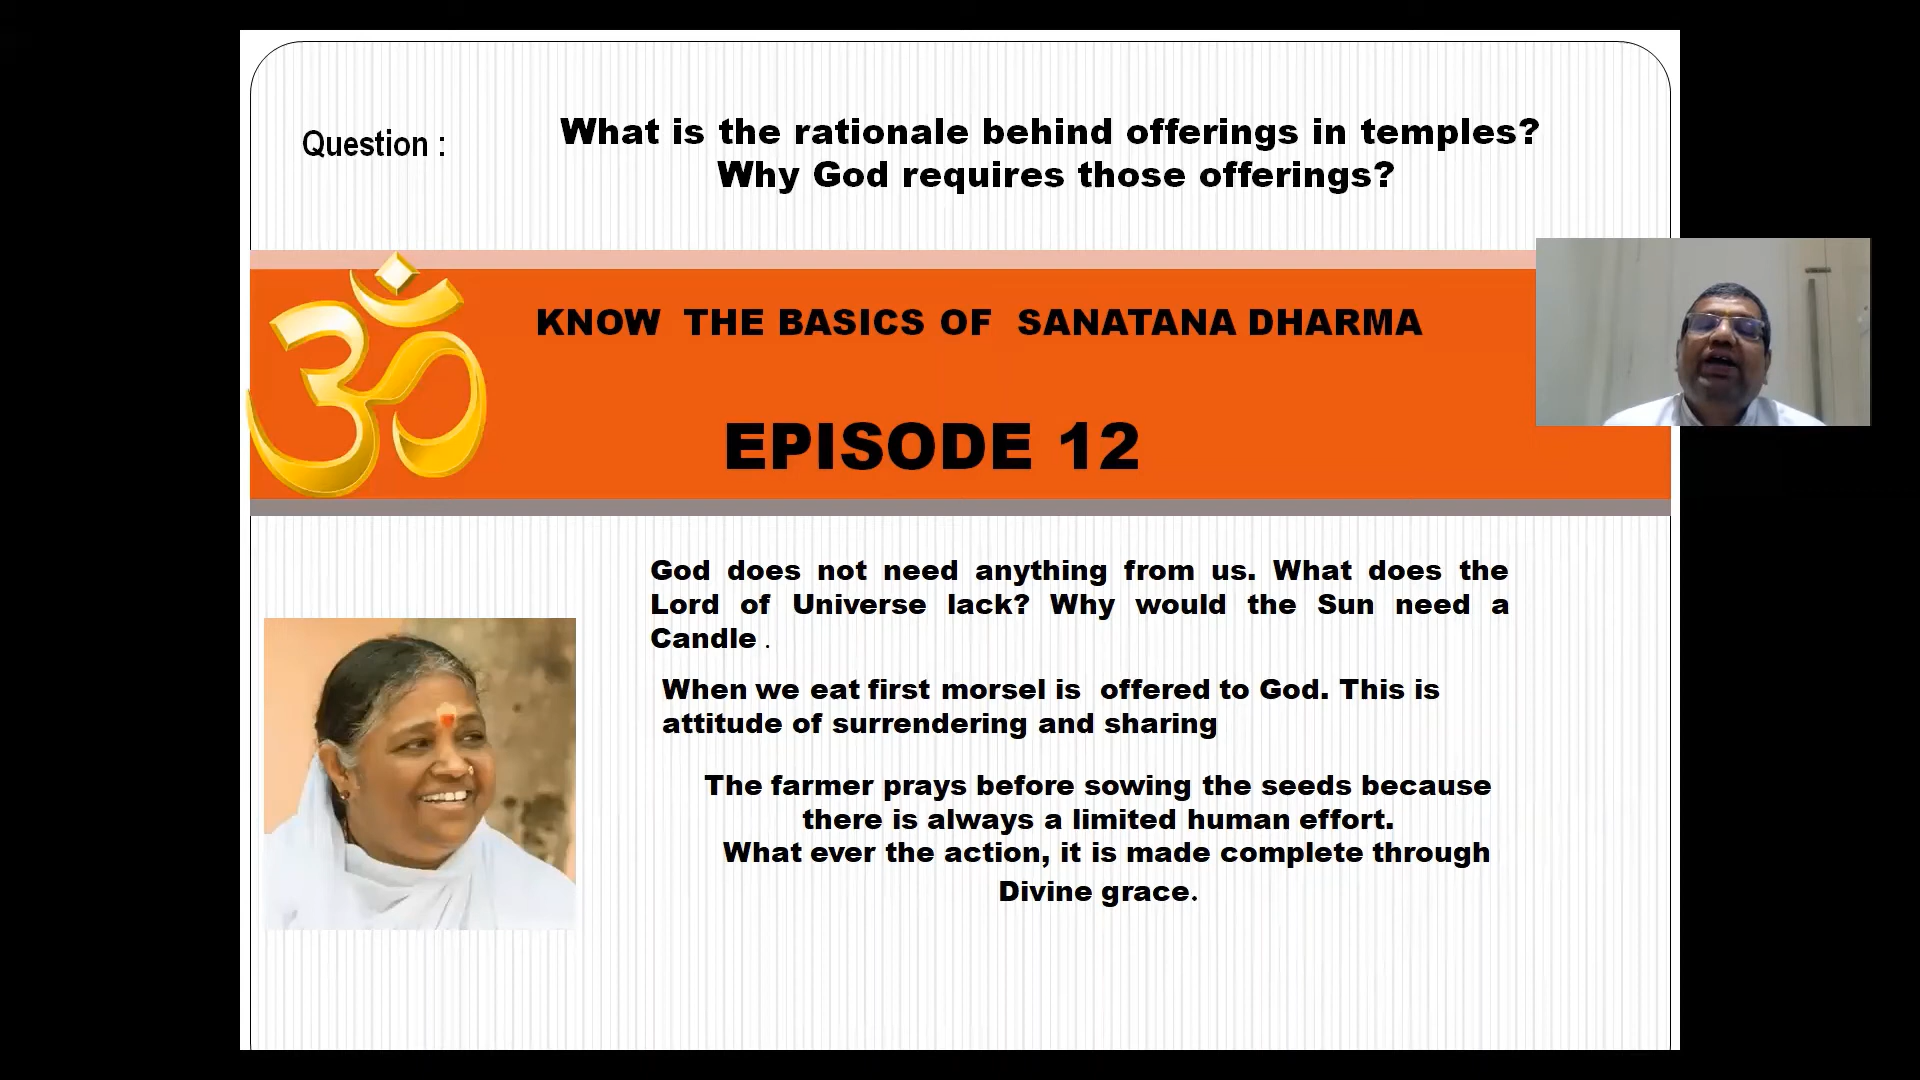 Question :
What is the rationale behind offerings in temples?
Why God requires those offerings?
KNOW THE BASICS OF SANATANA DHARMA
EPISODE 12
God does not need anything from us. What does the
Lord of Universe lack? Why would the Sun need a
Candle .
When we eat first morsel is offered to God. This is
attitude of surrendering and sharing
The farmer prays before sowing the seeds because
there is always a limited human effort.
What ever the action, it is made complete through
Divine grace.
ॐ